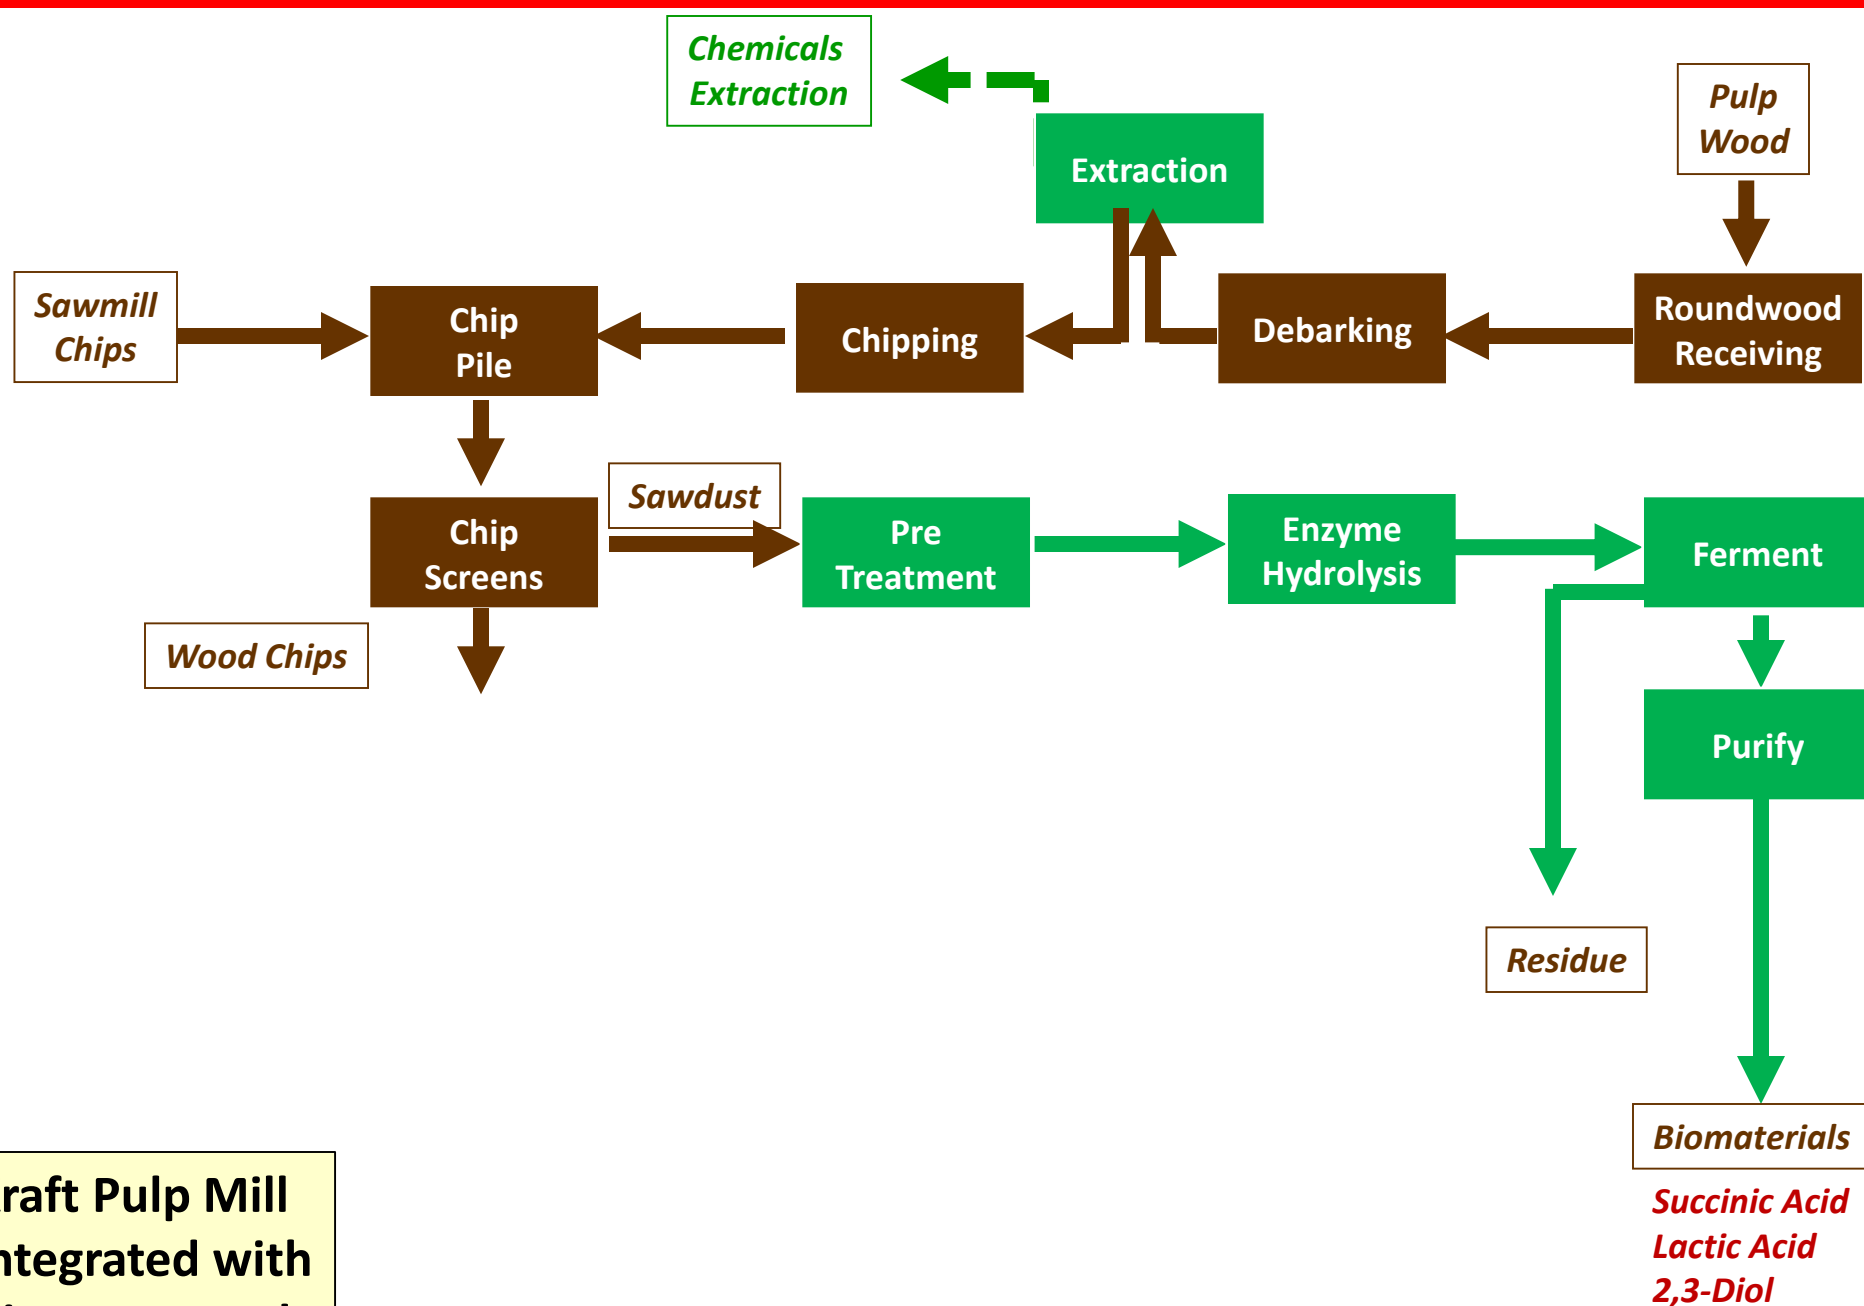 Chemicals
Extraction
Pulp
Wood
Extraction
Sawmill
Chips
Chip
Pile
Chipping
Debarking
Roundwood
Receiving
Sawdust
Chip
Screens
Pre
Treatment
Enzyme
Hydrolysis
Ferment
Wood Chips
Purify
Residue
Biomaterials
Succinic Acid
Lactic Acid
2,3-Diol
raft Pulp Mill
ntegrated with